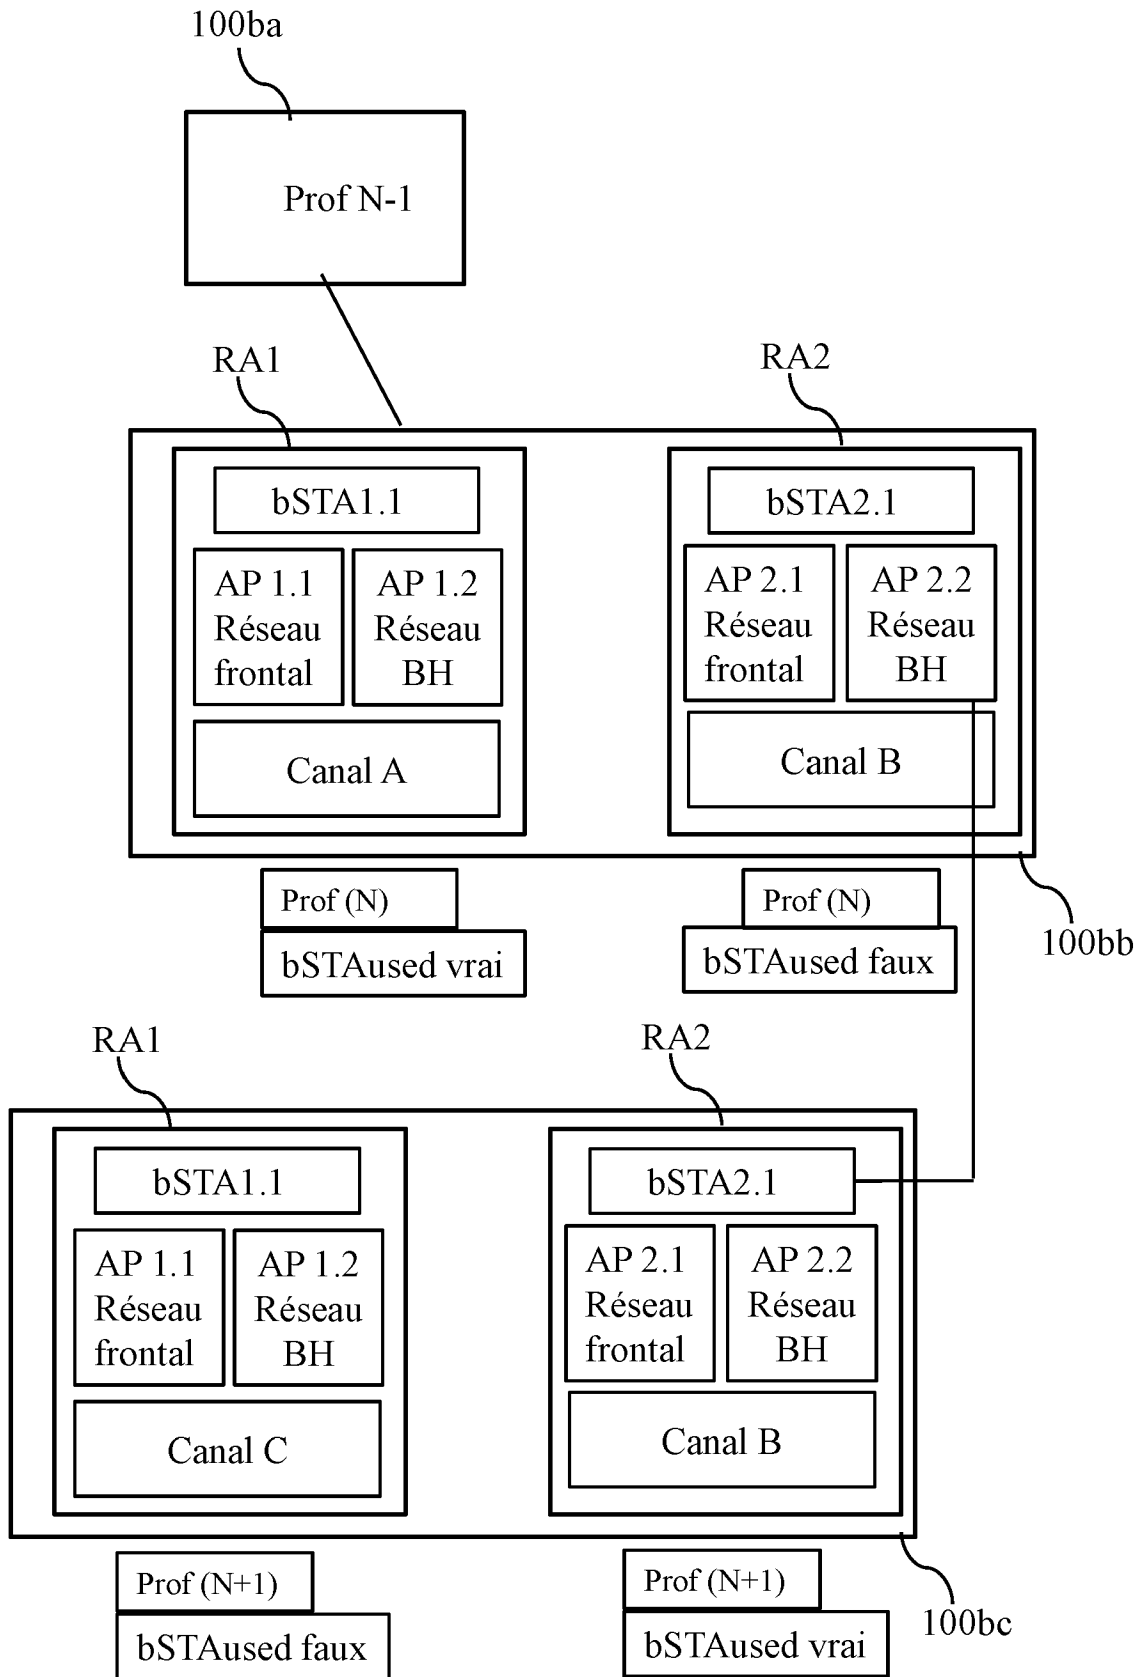 100ba
Prof N-1
RA1
RA2
bSTA1.1
bSTA2.1
AP 1.1
Réseau
frontal
AP 1.2
Réseau
BH
AP 2.1
Réseau
frontal
AP 2.2
Réseau
BH
Canal A
Canal B
Prof (N)
bSTAused vrai
Prof (N)
bSTAused faux
100bb
RA1
RA2
bSTA1.1
bSTA2.1
AP 1.1
Réseau
frontal
AP 1.2
Réseau
BH
AP 2.1
Réseau
frontal
AP 2.2
Réseau
BH
Canal C
Canal B
Prof (N+1)
bSTAused faux
Prof (N+1)
bSTAused vrai
100bc